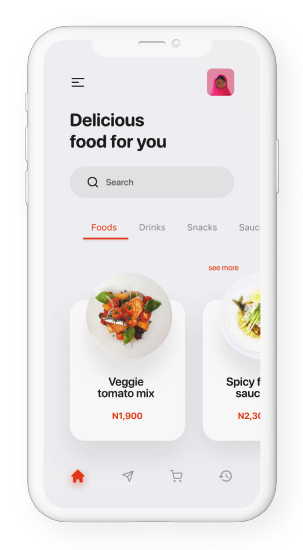 Delicious
food for you
Search
Foods Drinks Snacks Sauc
see more
Veggie
tomato mix
N1,900
Spicy f
sauc
N2,30